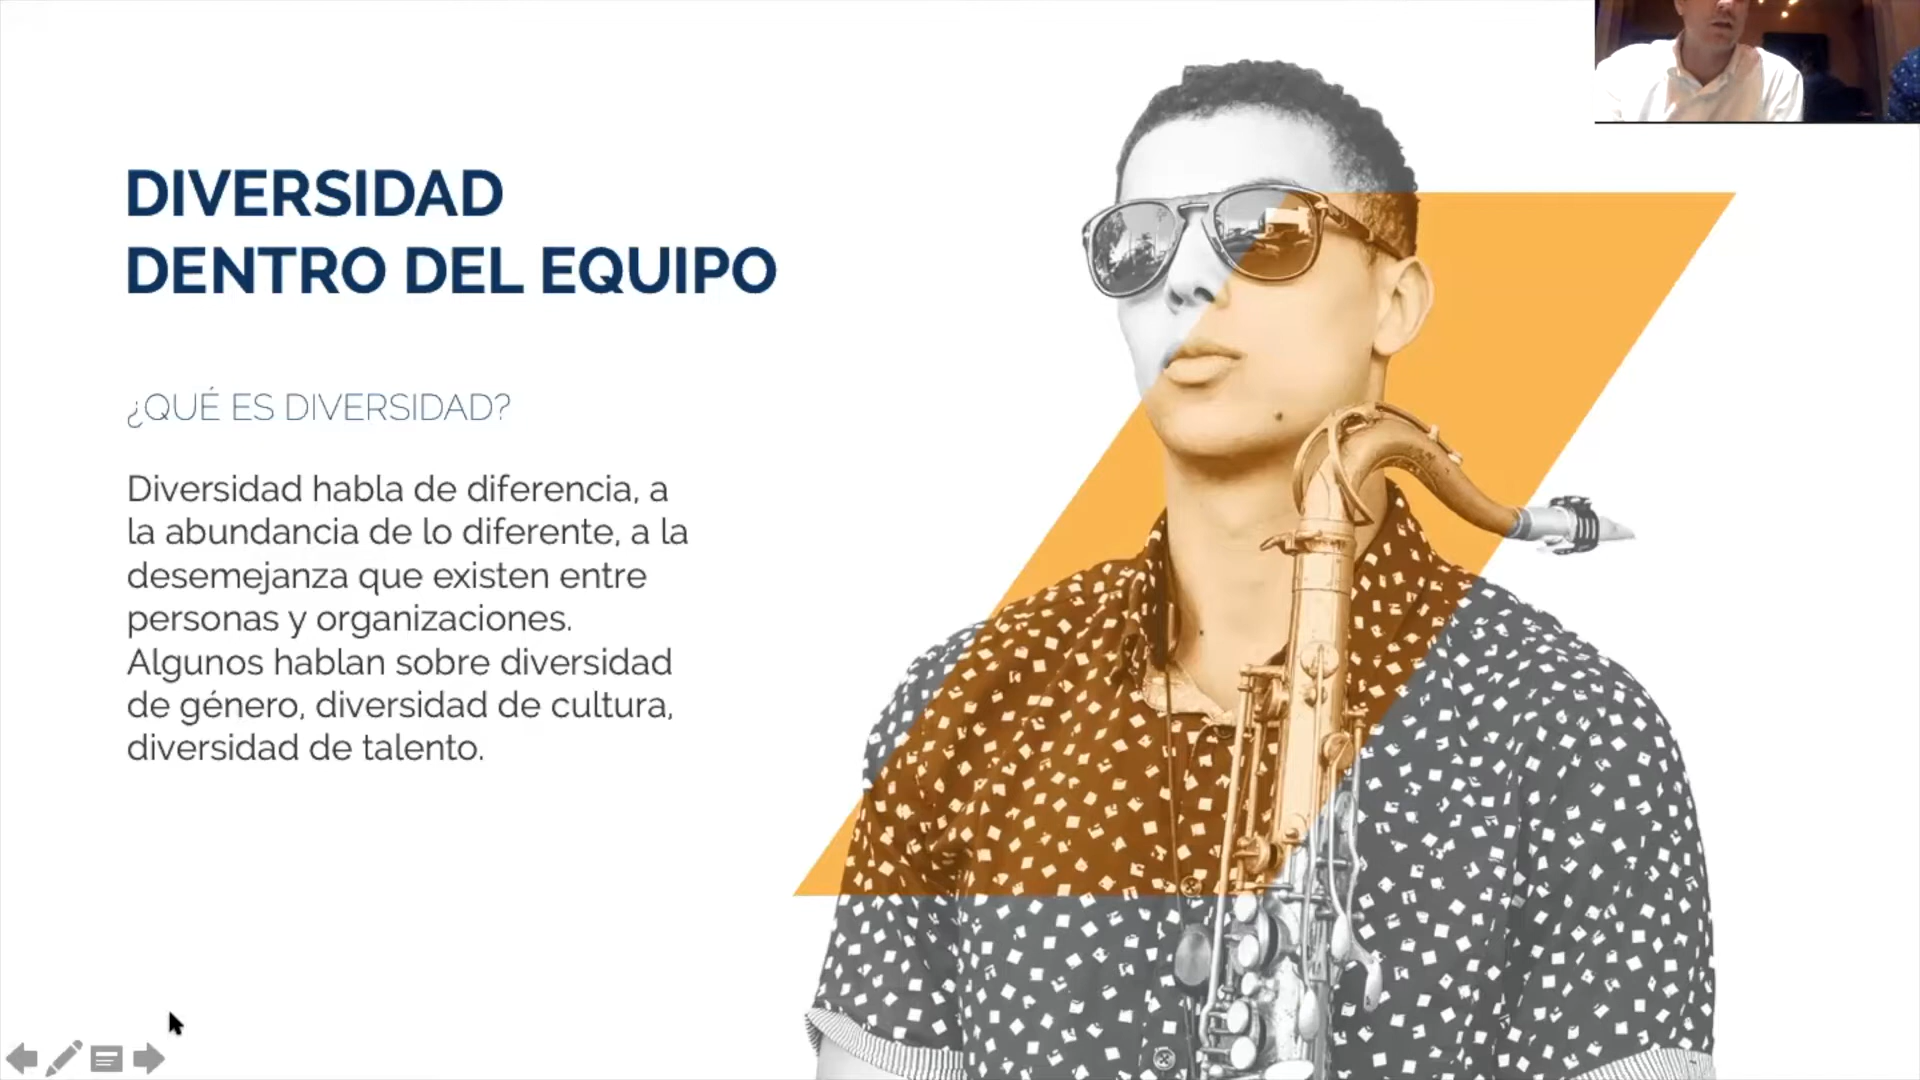 DIVERSIDAD
DENTRO DEL EQUIPO
¿QUÉ ES DIVERSIDAD?
Diversidad habla de diferencia, a
la abundancia de lo diferente, a la
desemejanza que existen entre
personas y organizaciones.
Algunos hablan sobre diversidad
de género, diversidad de cultura,
diversidad de talento.